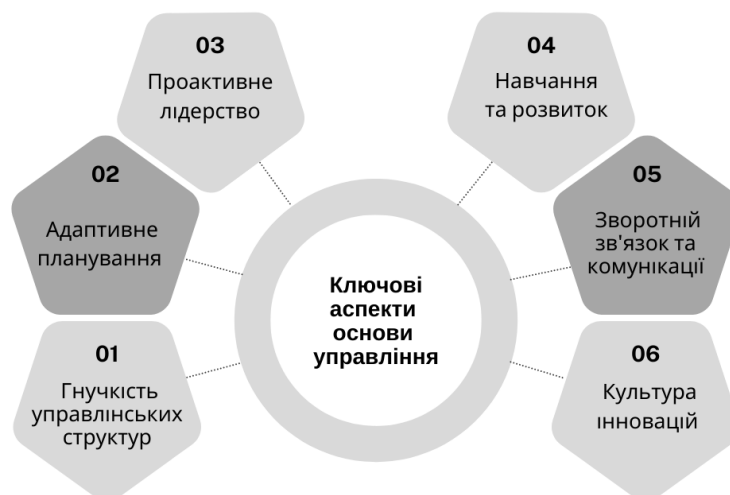 03
Проактивне
лідерство
04
Навчання
та розвиток
02
Адаптивне
планування
05
Зворотній
зв'язок та
комунікації
Ключові
аспекти
основи
управління
01
Гнучкість
управлінських
структур
06
Культура
інновацій